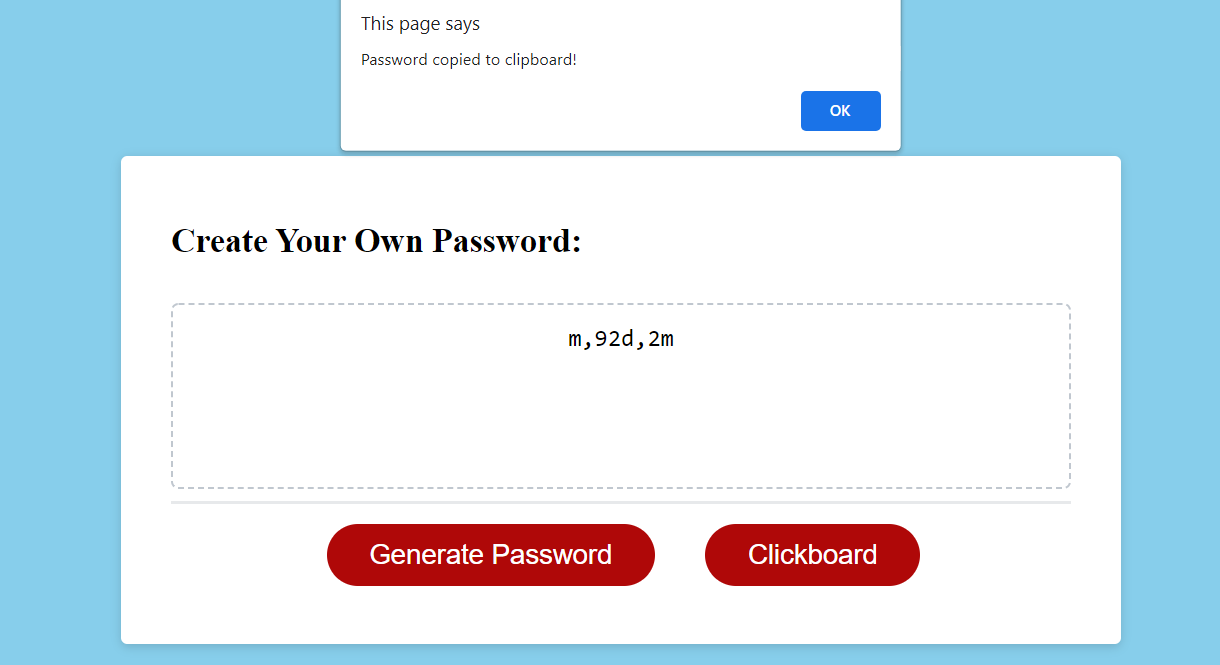 This page says
Password copied to clipboard!
OK
Create Your Own Password:
m,92d,2m
Generate Password
Clickboard